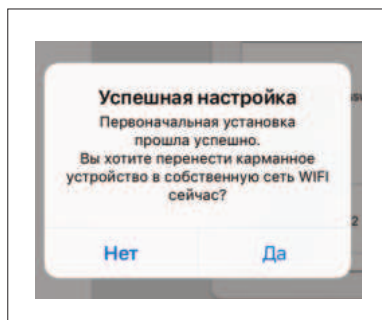 Успешная настройка
Первоначальная установка
прошла успешно.
Вы хотите перенести карманное
устройство в собственную сеть WIFI
сейчас?
Нет Да